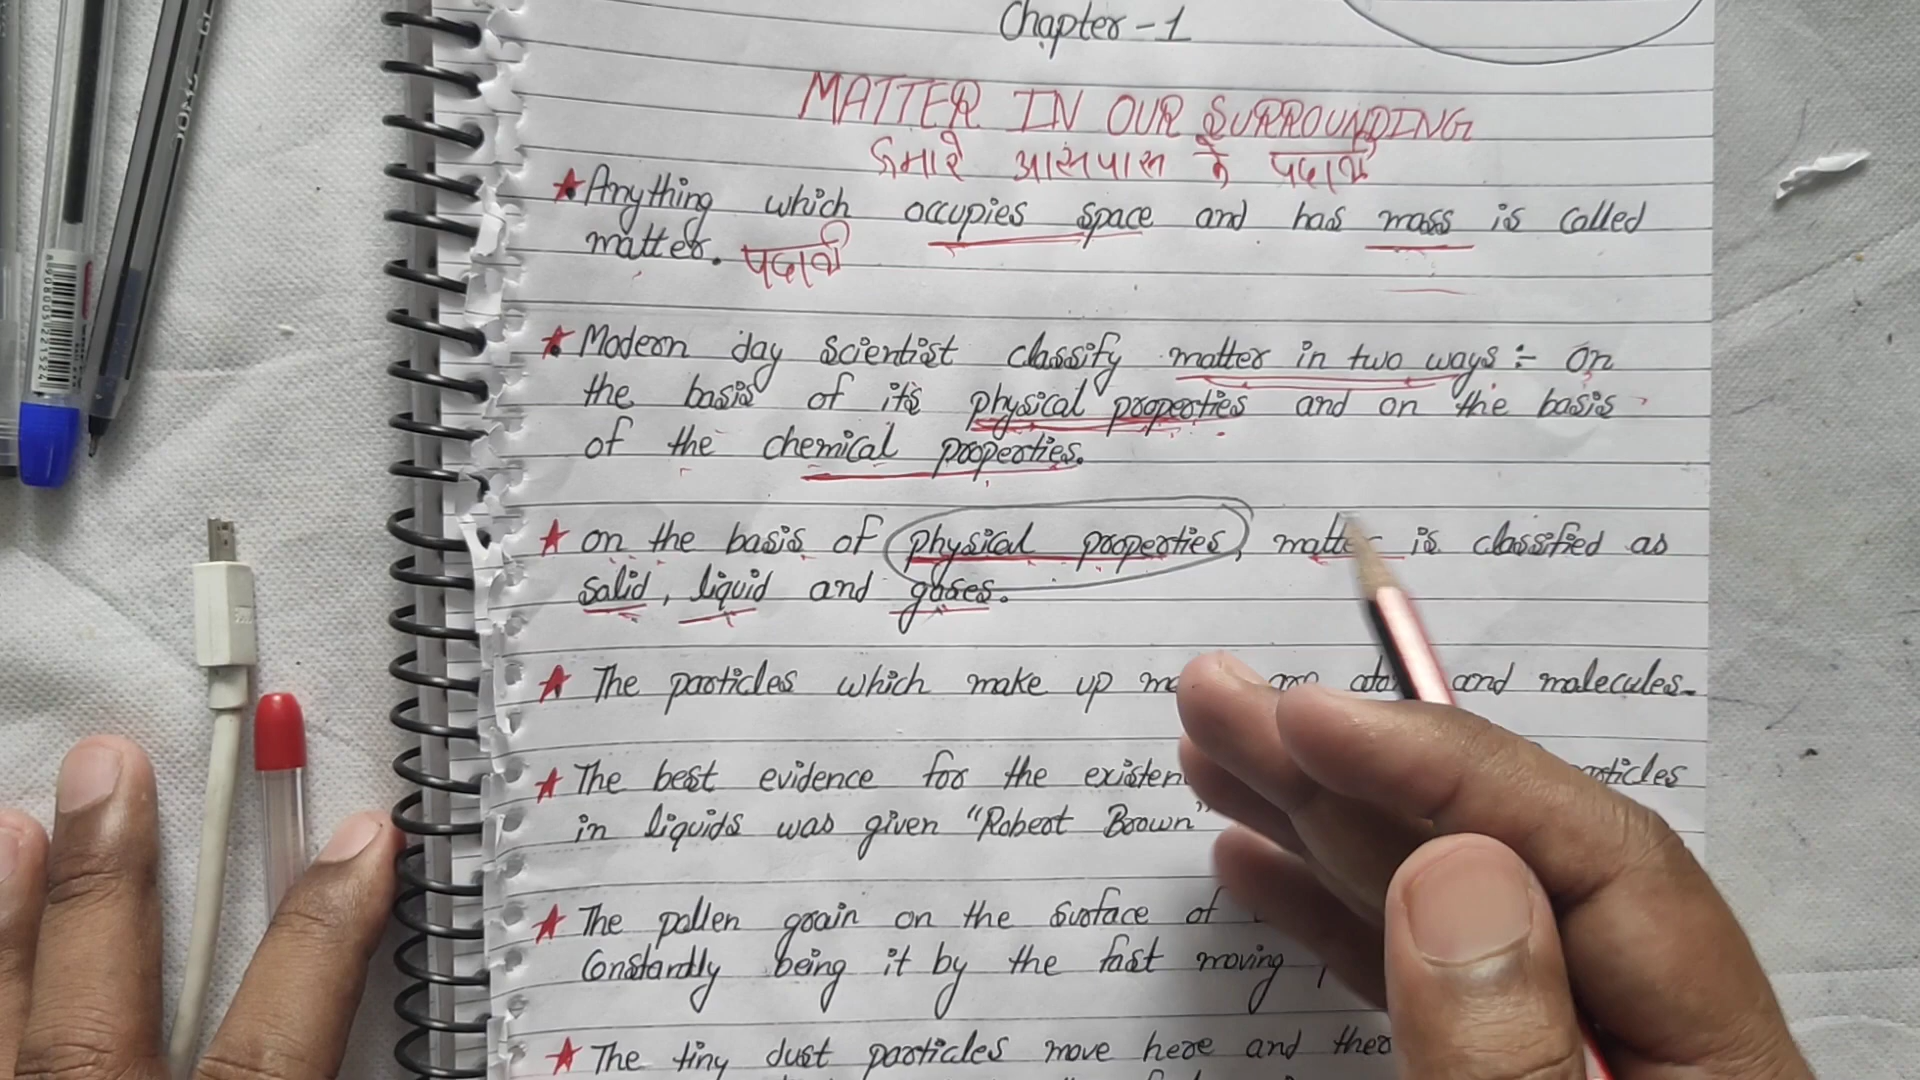 Chapter-1
MATTER IN OUR SURROUNDING
हमारे आसपास के पदार्थ
Anything which occupies space and has mass is called
matter. पदार्थ
Modern day scientist classify matter in two ways :- On
the basis of its physical properties and on the basis
of the chemical properties.
on the basis of physical properties, matter is classified as
solid, liquid and gases.
The particles which make up and molecules.
The best evidence for the
in liquids was given "Robert Brown"
The pollen grain on the surface of
Constantly being it by the fast moving
The tiny dust particles move here and